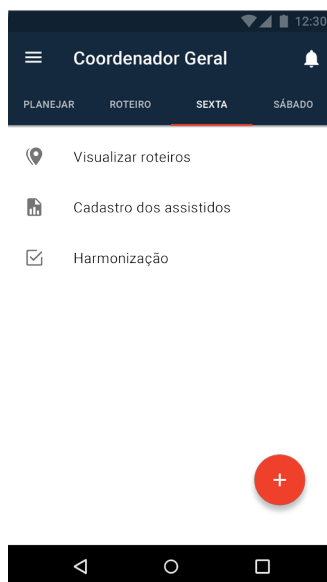 12:30
Coordenador Geral
PLANEJAR ROTEIRO SEXTA SÁBADO
Visualizar roteiros
Cadastro dos assistidos
Harmonização
+